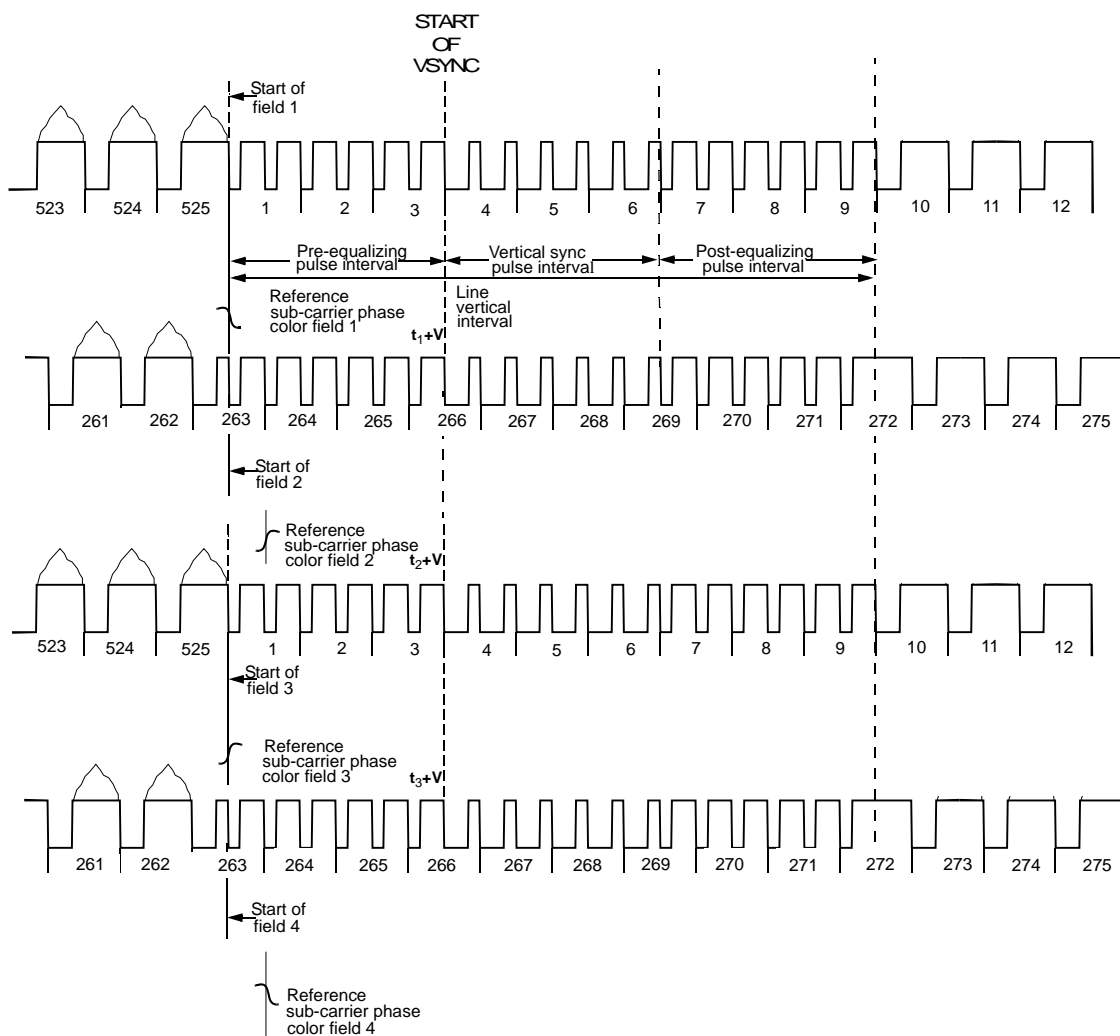 START
OF
VSYNC
Start of
field 1
523 524 525 1 2 3 4 5 6 7 8 9 10 11 12
Pre-equalizing
pulse interval
Vertical sync
pulse interval
Post-equalizing
pulse interval
Reference
sub-carrier phase
color field 1
Line
vertical
interval
t1+V
261 262 263 264 265 266 267 268 269 270 271 272 273 274 275
Start of
field 2
Reference
sub-carrier phase
color field 2
t2+V
523 524 525 1 2 3 4 5 6 7 8 9 10 11 12
Start of
field 3
Reference
sub-carrier phase
color field 3
t3+V
261 262 263 264 265 266 267 268 269 270 271 272 273 274 275
Start of
field 4
Reference
sub-carrier phase
color field 4